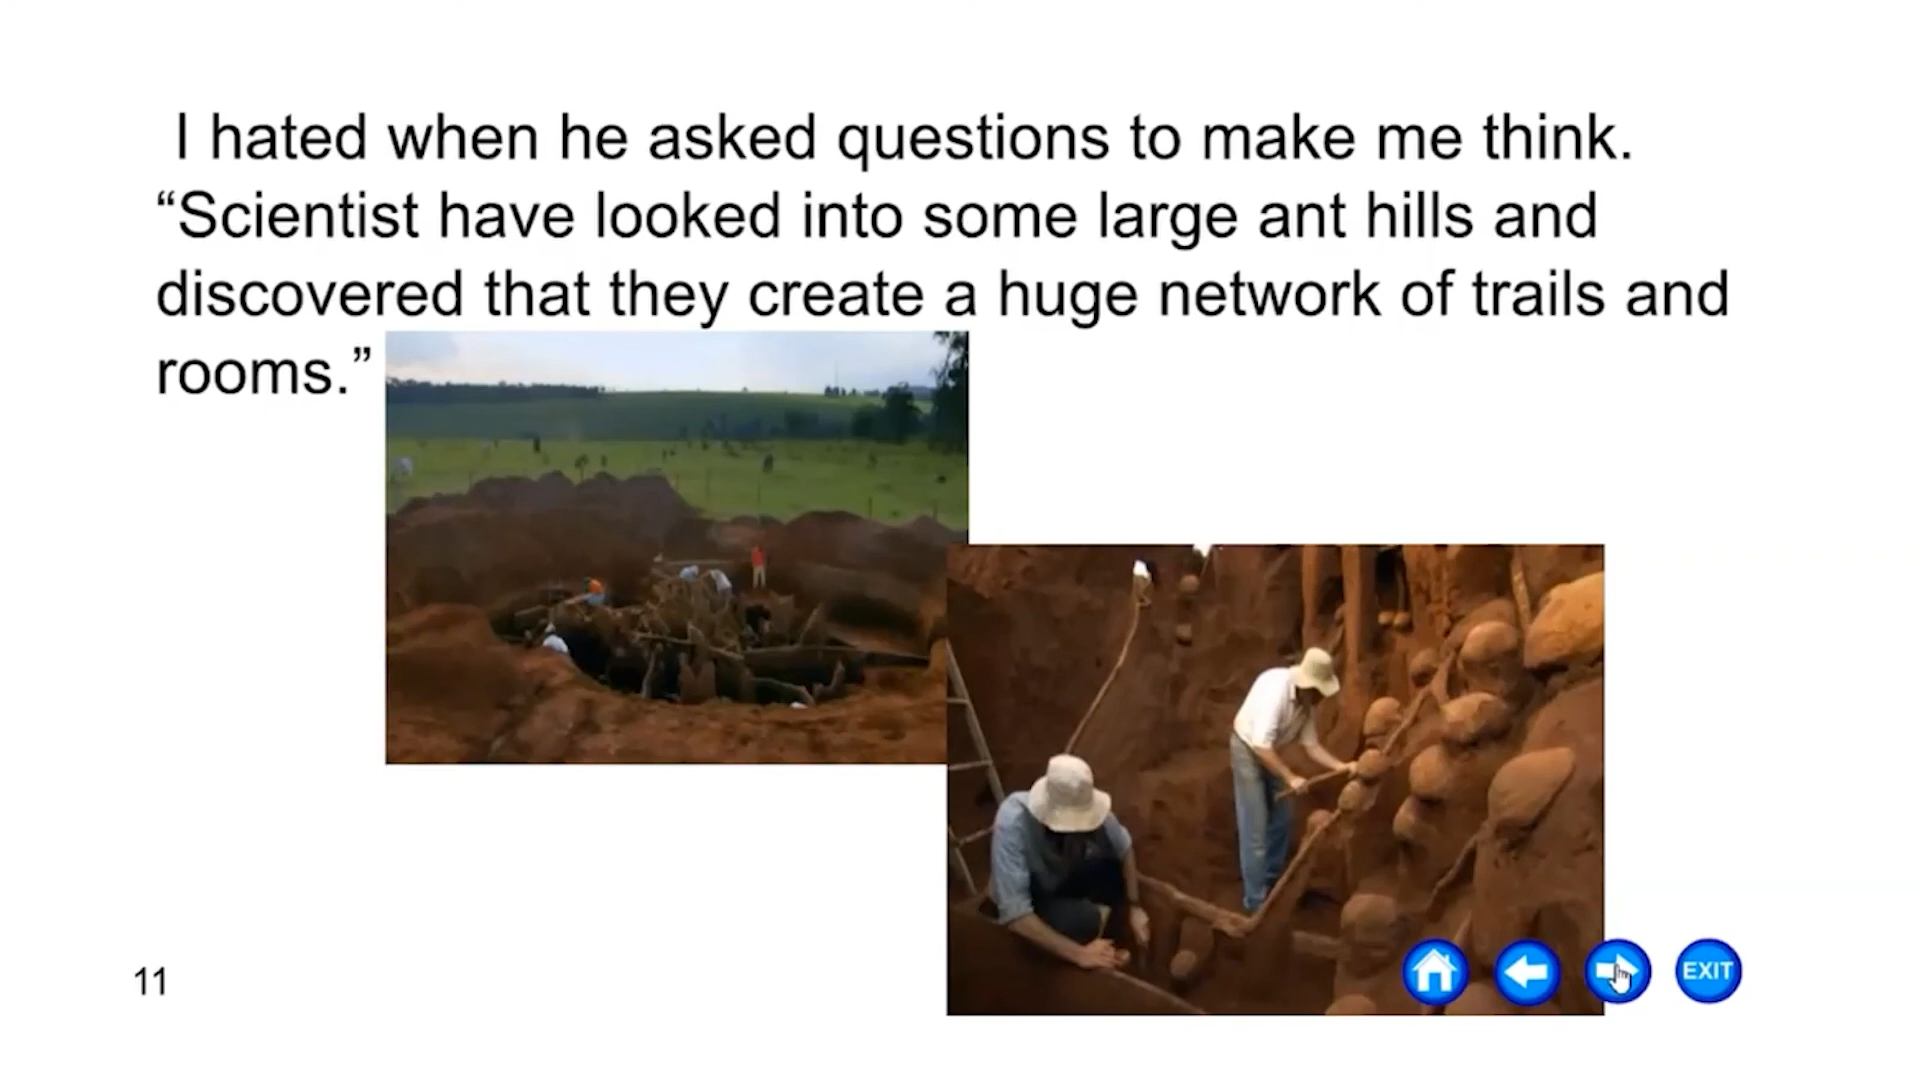 I hated when he asked questions to make me think.
“Scientist have looked into some large ant hills and
discovered that they create a huge network of trails and
rooms.”
11
EXIT